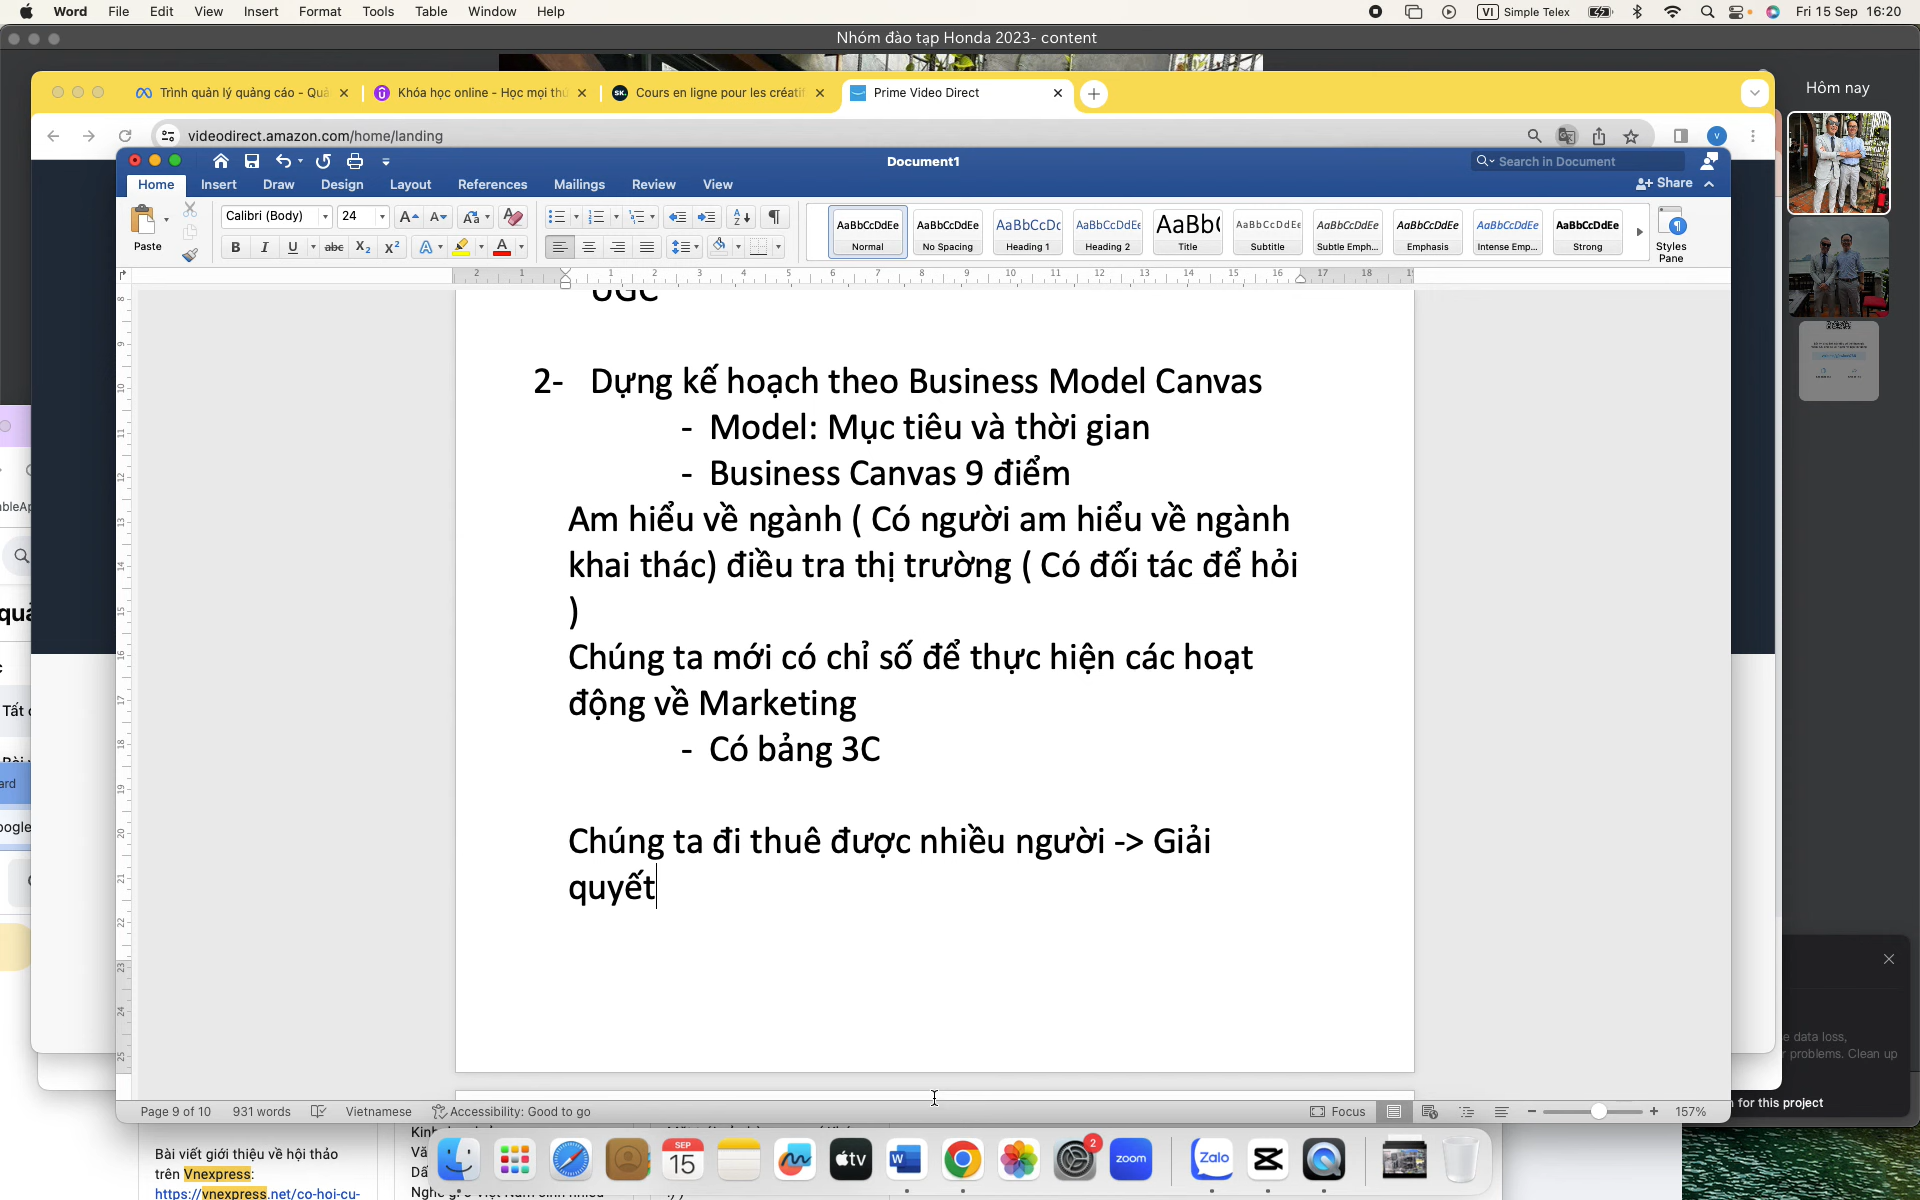 Word File Edit View Insert Format Tools Table Window Help VI Simple Telex Fri 15 Sep 16:20
Nhóm đào tạp Honda 2023- content
Hôm nay
Trình quản lý quảng cáo - Quả Khóa học online - Học mọi thứ Cours en ligne pour les créatif Prime Video Direct
videodirect.amazon.com/home/landing
Document1
Search in Document
Home Insert Draw Design Layout References Mailings Review View Share
Paste
Calibri (Body) 24
AaBbCcDdEe AaBbCcDdEe AaBbCcDc AaBbCcDdEe AaBb( AaBbCcDdEe AaBbCcDdEe AaBbCcDdEe AaBbCcDdEe AaBbCcDdEe
Normal No Spacing Heading 1 Heading 2 Title Subtitle Subtle Emph... Emphasis Intense Emp... Strong
Styles
Pane
UGC
2- Dựng kế hoạch theo Business Model Canvas
- Model: Mục tiêu và thời gian
- Business Canvas 9 điểm
Am hiểu về ngành ( Có người am hiểu về ngành
khai thác) điều tra thị trường ( Có đối tác để hỏi
)
Chúng ta mới có chỉ số để thực hiện các hoạt
động về Marketing
- Có bảng 3C
Chúng ta đi thuê được nhiều người -> Giải
quyết
Page 9 of 10 931 words Vietnamese Accessibility: Good to go Focus 157%
data loss,
problems. Clean up
for this project
Bài viết giới thiệu về hội thảo
trên Vnexpress:
https://vnexpress.net/co-hoi-cu-
SEP
15
tv
zoom
Zalo
2